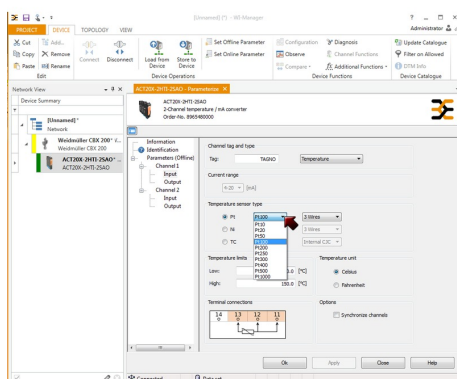 [Unnamed] (*) - WI Manager
PROJECT DEVICE TOPOLOGY VIEW Administrator
Cut Add... Connect Disconnect Load from Device Store to Device Set Offline Parameter Configuration Diagnosis Update Catalogue
Copy Remove Observe Channel Functions Filter on Allowed
Paste Rename Set Parameter Compare Additional Functions DTM Info
Edit Device Operations Device Functions Device Catalogue
Network View
Device Summary
[Unnamed]*
Network
Weidmüller CBX 200* /...
Weidmüller CBX 200
ACT20X-2HTI-2SAO* ...
ACT20X-2HTI-2SAO
ACT20X-2HTI-2SAO - Parameterize
ACT20X-2HTI-2SAO
2-Channel temperature / mA converter
Order-No. 8965480000
Information
Identification
Parameters (Offline)
Channel 1
Input
Output
Channel 2
Input
Output
Channel tag and type
Tag: TAGNO Temperature
Current range
4-20 [mA]
Temperature sensor type
Pt Pt100 3 Wires
Ni 3 Wires
TC Internal CJC
Pt10
Pt20
Pt50
Pt100
Pt200
Pt250
Pt300
Pt400
Pt500
Pt1000
Temperature limits Temperature unit
Low: .0 [°C] Celsius
High: 150.0 [°C] Fahrenheit
Terminal connections Options
14 13 12 11
Synchronize channels
Ok Apply Close Help
Connected Data set